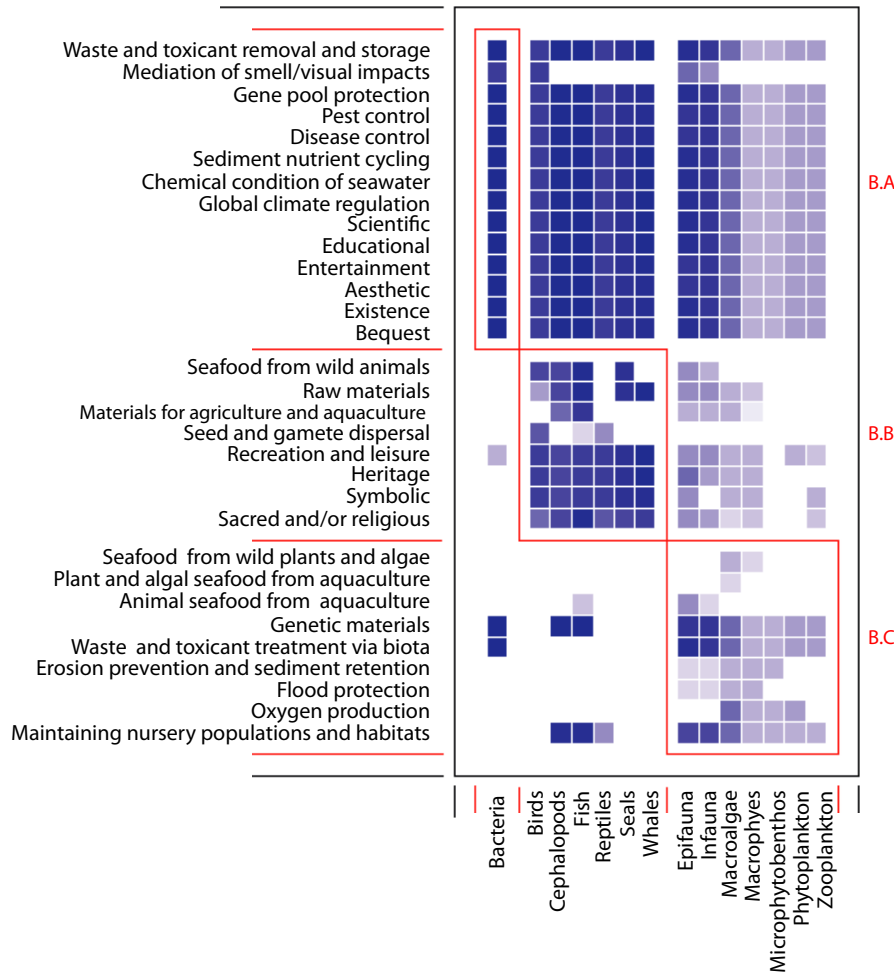 Waste and toxicant removal and storage
Mediation of smell/visual impacts
Gene pool protection
Pest control
Disease control
Sediment nutrient cycling
Chemical condition of seawater
Global climate regulation
Scientific
Educational
Entertainment
Aesthetic
Existence
Bequest
B.A
Seafood from wild animals
Raw materials
Materials for agriculture and aquaculture
Seed and gamete dispersal
Recreation and leisure
Heritage
Symbolic
Sacred and/or religious
B.B
Seafood from wild plants and algae
Plant and algal seafood from aquaculture
Animal seafood from aquaculture
Genetic materials
Waste and toxicant treatment via biota
Erosion prevention and sediment retention
Flood protection
Oxygen production
Maintaining nursery populations and habitats
B.C
Bacteria
Birds
Cephalopods
Fish
Reptiles
Seals
Whales
Epifauna
Infauna
Macroalgae
Macrophyes
Microphytobenthos
Phytoplankton
Zooplankton